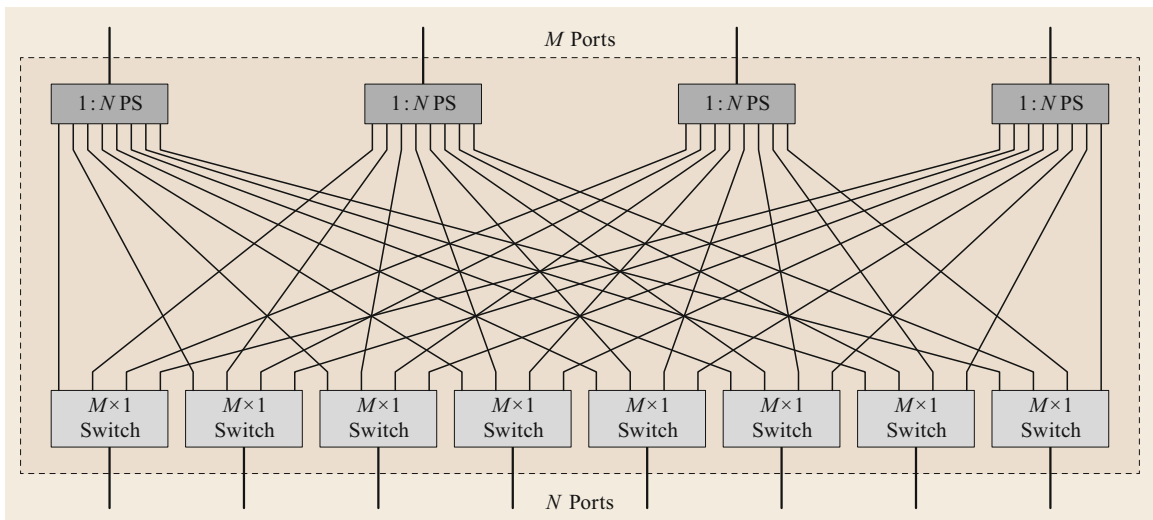 M Ports
1 : N PS
1 : N PS
1 : N PS
1 : N PS
M×1
Switch
M×1
Switch
M×1
Switch
M×1
Switch
M×1
Switch
M×1
Switch
M×1
Switch
M×1
Switch
N Ports